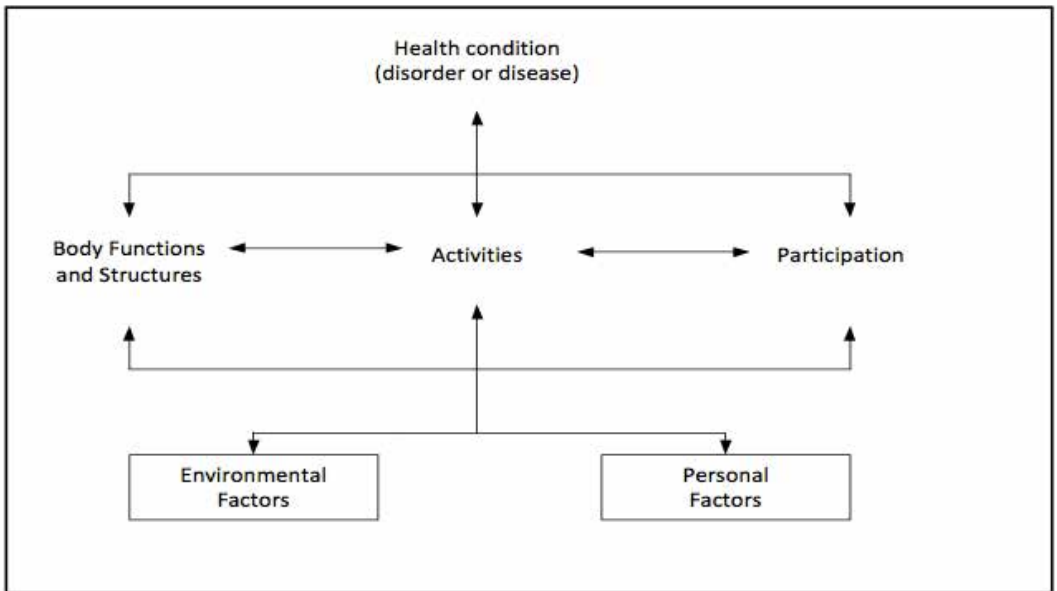 Health condition
(disorder or disease)
Body Functions
and Structures
Activities
Participation
Environmental
Factors
Personal
Factors